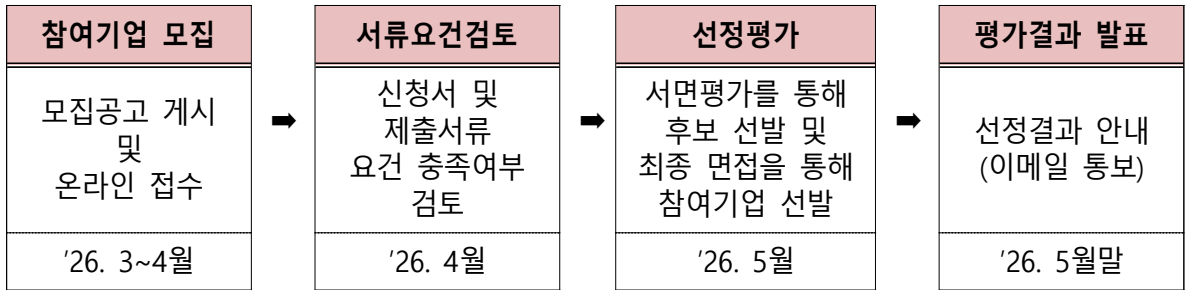 참여기업 모집
모집공고 게시
및
온라인 접수
'26. 3~4월
➡
서류요건검토
신청서 및
제출서류
요건 충족여부
검토
'26. 4월
➡
선정평가
서면평가를 통해
후보 선발 및
최종 면접을 통해
참여기업 선발
'26. 5월
➡
평가결과 발표
선정결과 안내
(이메일 통보)
'26. 5월말